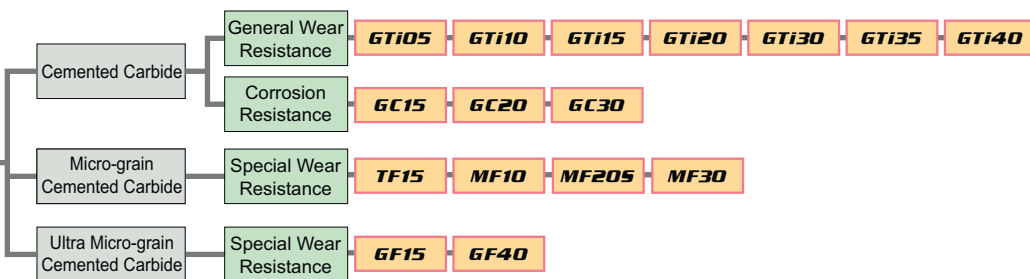 Cemented Carbide
General Wear
Resistance
GTi05 GTi10 GTi15 GTi20 GTi30 GTi35 GTi40
Corrosion
Resistance
GC15 GC20 GC30
Micro-grain
Cemented Carbide
Special Wear
Resistance
TF15 MF10 MF20S MF30
Ultra Micro-grain
Cemented Carbide
Special Wear
Resistance
GF15 GF40